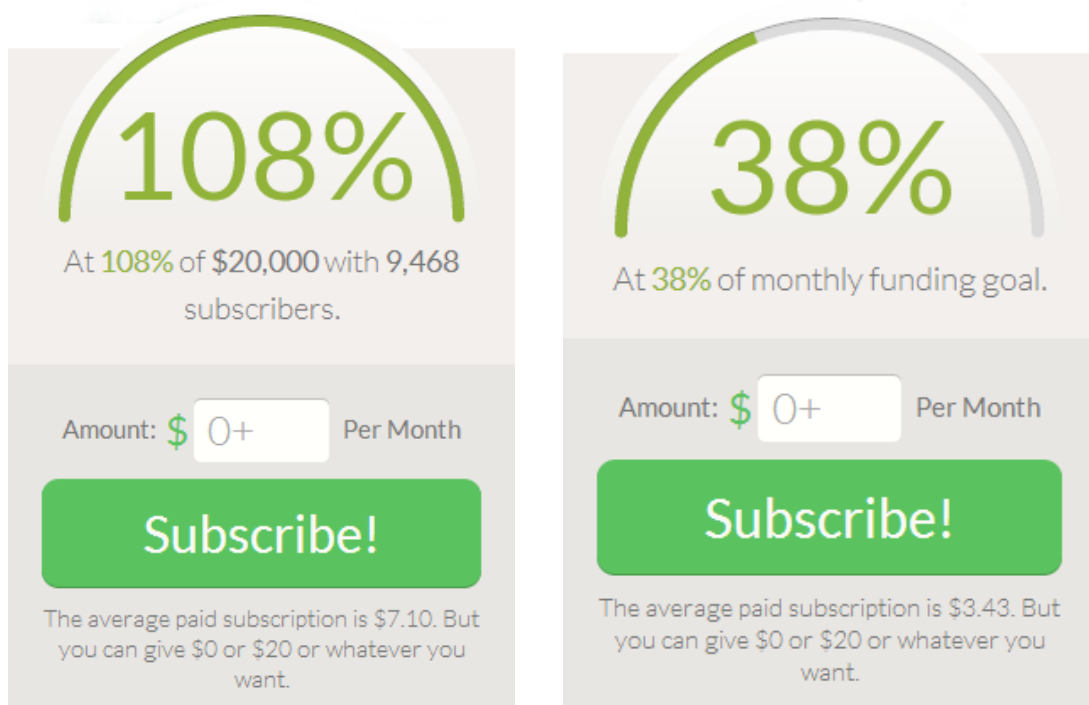 108%
At 108% of $20,000 with 9,468
subscribers.
Amount: $ 0+ Per Month
Subscribe!
The average paid subscription is $7.10. But
you can give $0 or $20 or whatever you
want.
38%
At 38% of monthly funding goal.
Amount: $ 0+ Per Month
Subscribe!
The average paid subscription is $3.43. But
you can give $0 or $20 or whatever you
want.